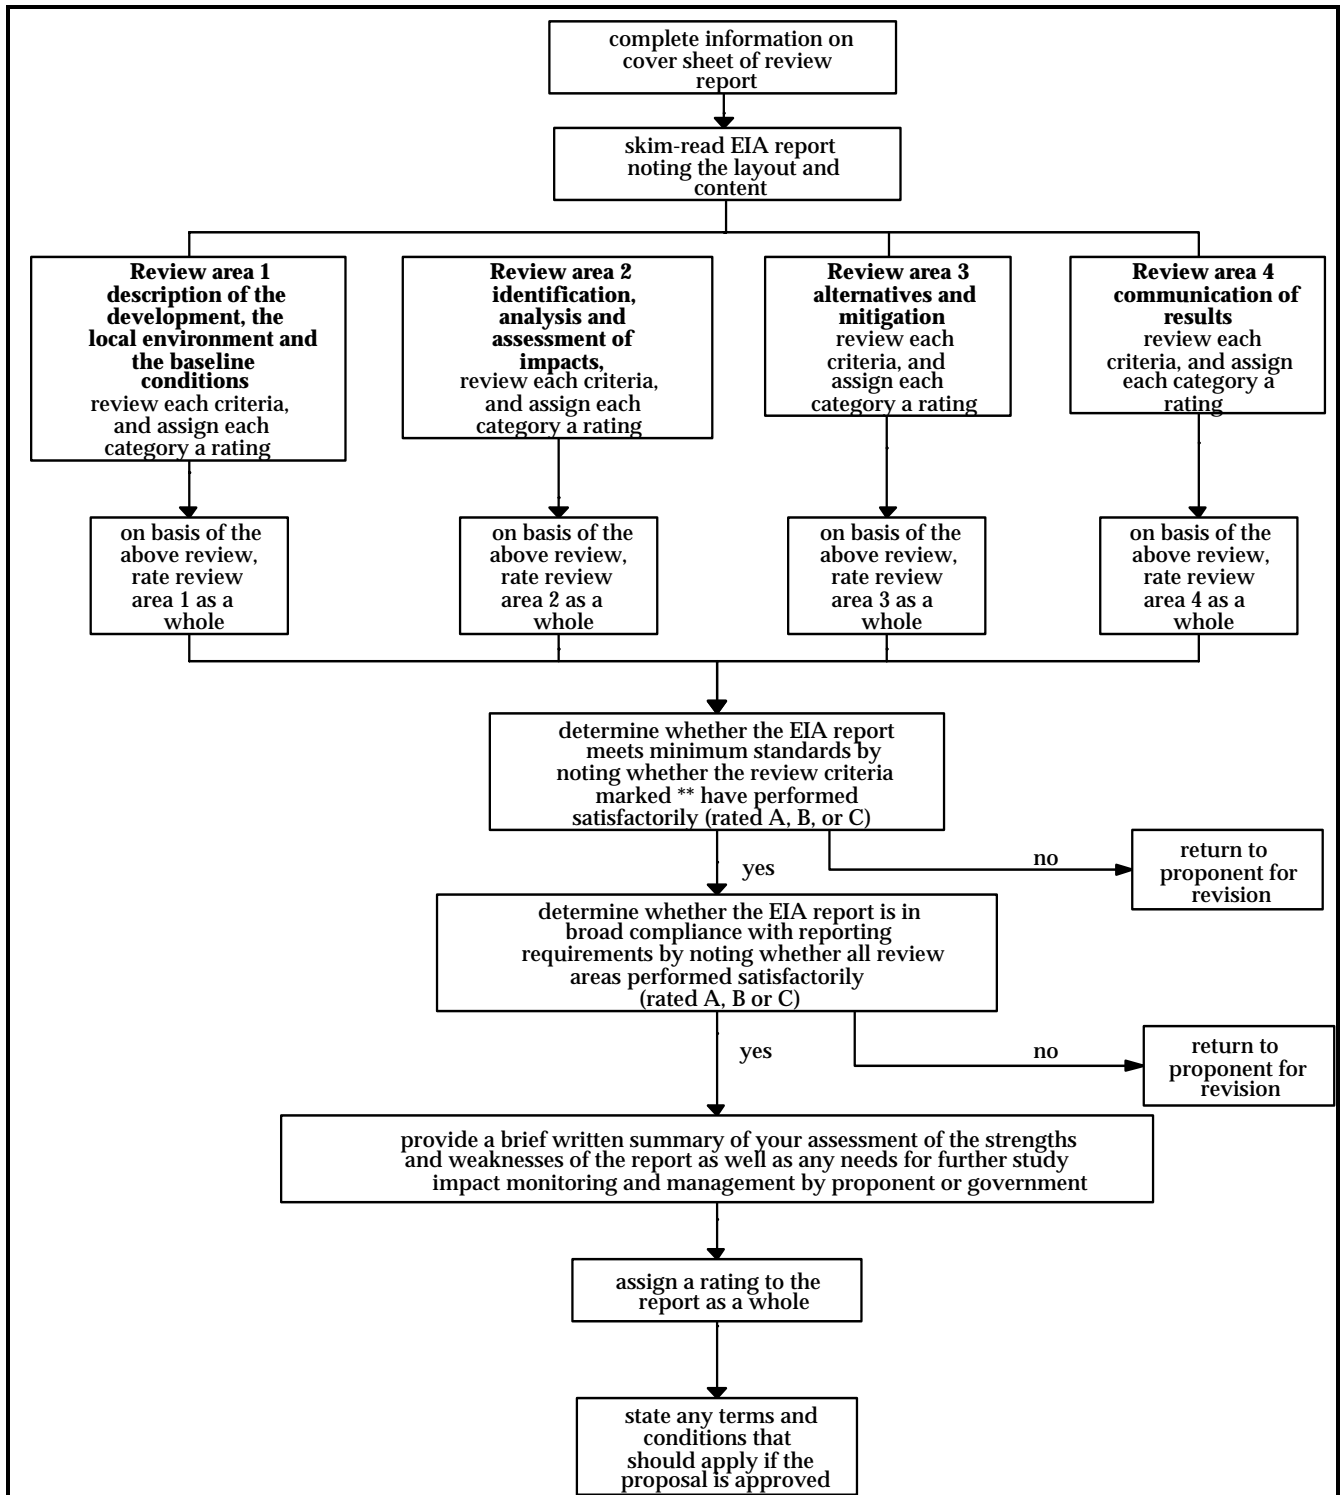 complete information on
cover sheet of review
report
skim-read EIA report
noting the layout and
content
Review area 1
description of the
development, the
local environment and
the baseline
conditions
review each criteria,
and assign each
category a rating
Review area 2
identification,
analysis and
assessment of
impacts,
review each criteria,
and assign each
category a rating
Review area 3
alternatives and
mitigation
review each
criteria, and
assign each
category a rating
Review area 4
communication of
results
review each
criteria, and assign
each category a
rating
on basis of the
above review,
rate review
area 1 as a
whole
on basis of the
above review,
rate review
area 2 as a
whole
on basis of the
above review,
rate review
area 3 as a
whole
on basis of the
above review,
rate review
area 4 as a
whole
determine whether the EIA report
meets minimum standards by
noting whether the review criteria
marked ** have performed
satisfactorily (rated A, B, or C)
yes
no
return to
proponent for
revision
determine whether the EIA report is in
broad compliance with reporting
requirements by noting whether all review
areas performed satisfactorily
(rated A, B or C)
yes
no
return to
proponent for
revision
provide a brief written summary of your assessment of the strengths
and weaknesses of the report as well as any needs for further study
impact monitoring and management by proponent or government
assign a rating to the
report as a whole
state any terms and
conditions that
should apply if the
proposal is approved